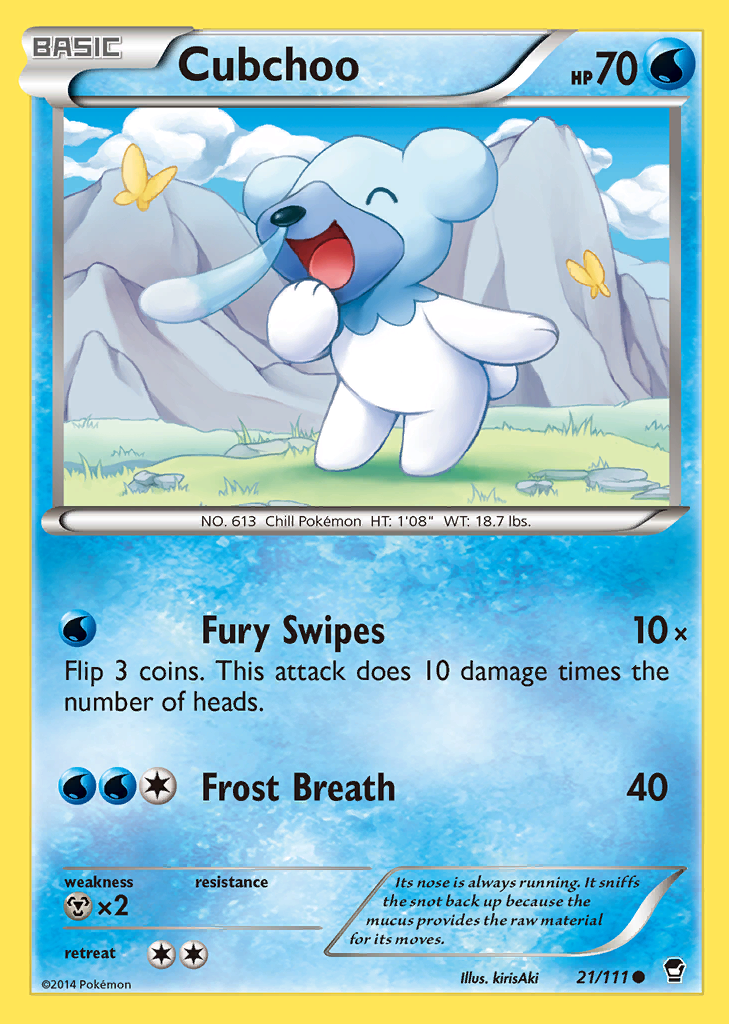 BASIC
Cubchoo
HP 70
NO. 613 Chill Pokémon HT: 1'08" WT: 18.7 lbs.
Fury Swipes 10×
Flip 3 coins. This attack does 10 damage times the
number of heads.
Frost Breath 40
weakness resistance
×2
retreat
Its nose is always running. It sniffs
the snot back up because the
mucus provides the raw material
for its moves.
©2014 Pokémon
Illus. kirisAki
21/111